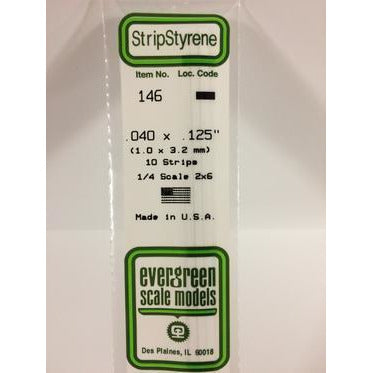 StripStyrene
Item No. Loc. Code
146
.040 x .125"
(1.0 x 3.2 mm)
10 Strips
1/4 Scale 2x6
Made in U.S.A.
evergreen
scale models
Des Plaines, IL 60018